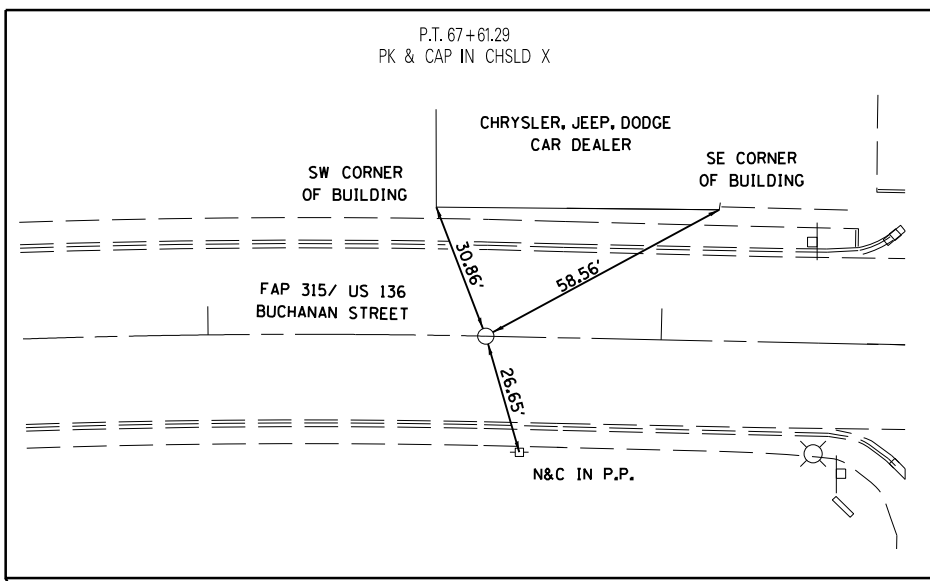 P.T. 67+61.29
PK & CAP IN CHSLD X
CHRYSLER, JEEP, DODGE
CAR DEALER
SW CORNER
OF BUILDING
SE CORNER
OF BUILDING
30.86'
58.56'
FAP 315/ US 136
BUCHANAN STREET
26.65'
N&C IN P.P.